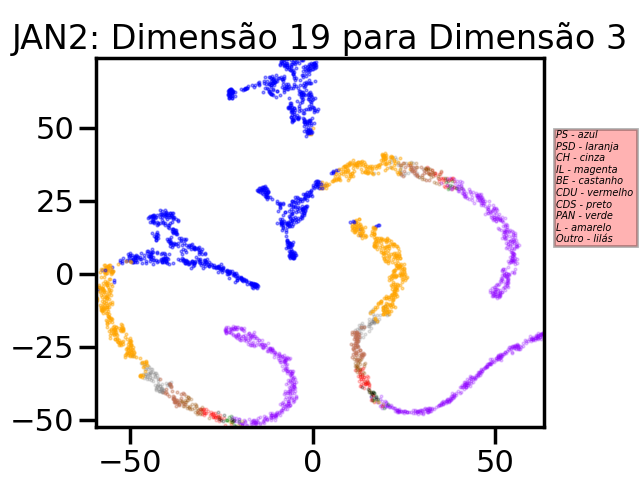 JAN2: Dimensão 19 para Dimensão 3
50
25
0
−25
−50
−50
0
50
PS - azul
PSD - laranja
CH - cinza
IL - magenta
BE - castanho
CDU - vermelho
CDS - preto
PAN - verde
L - amarelo
Outro - lilás